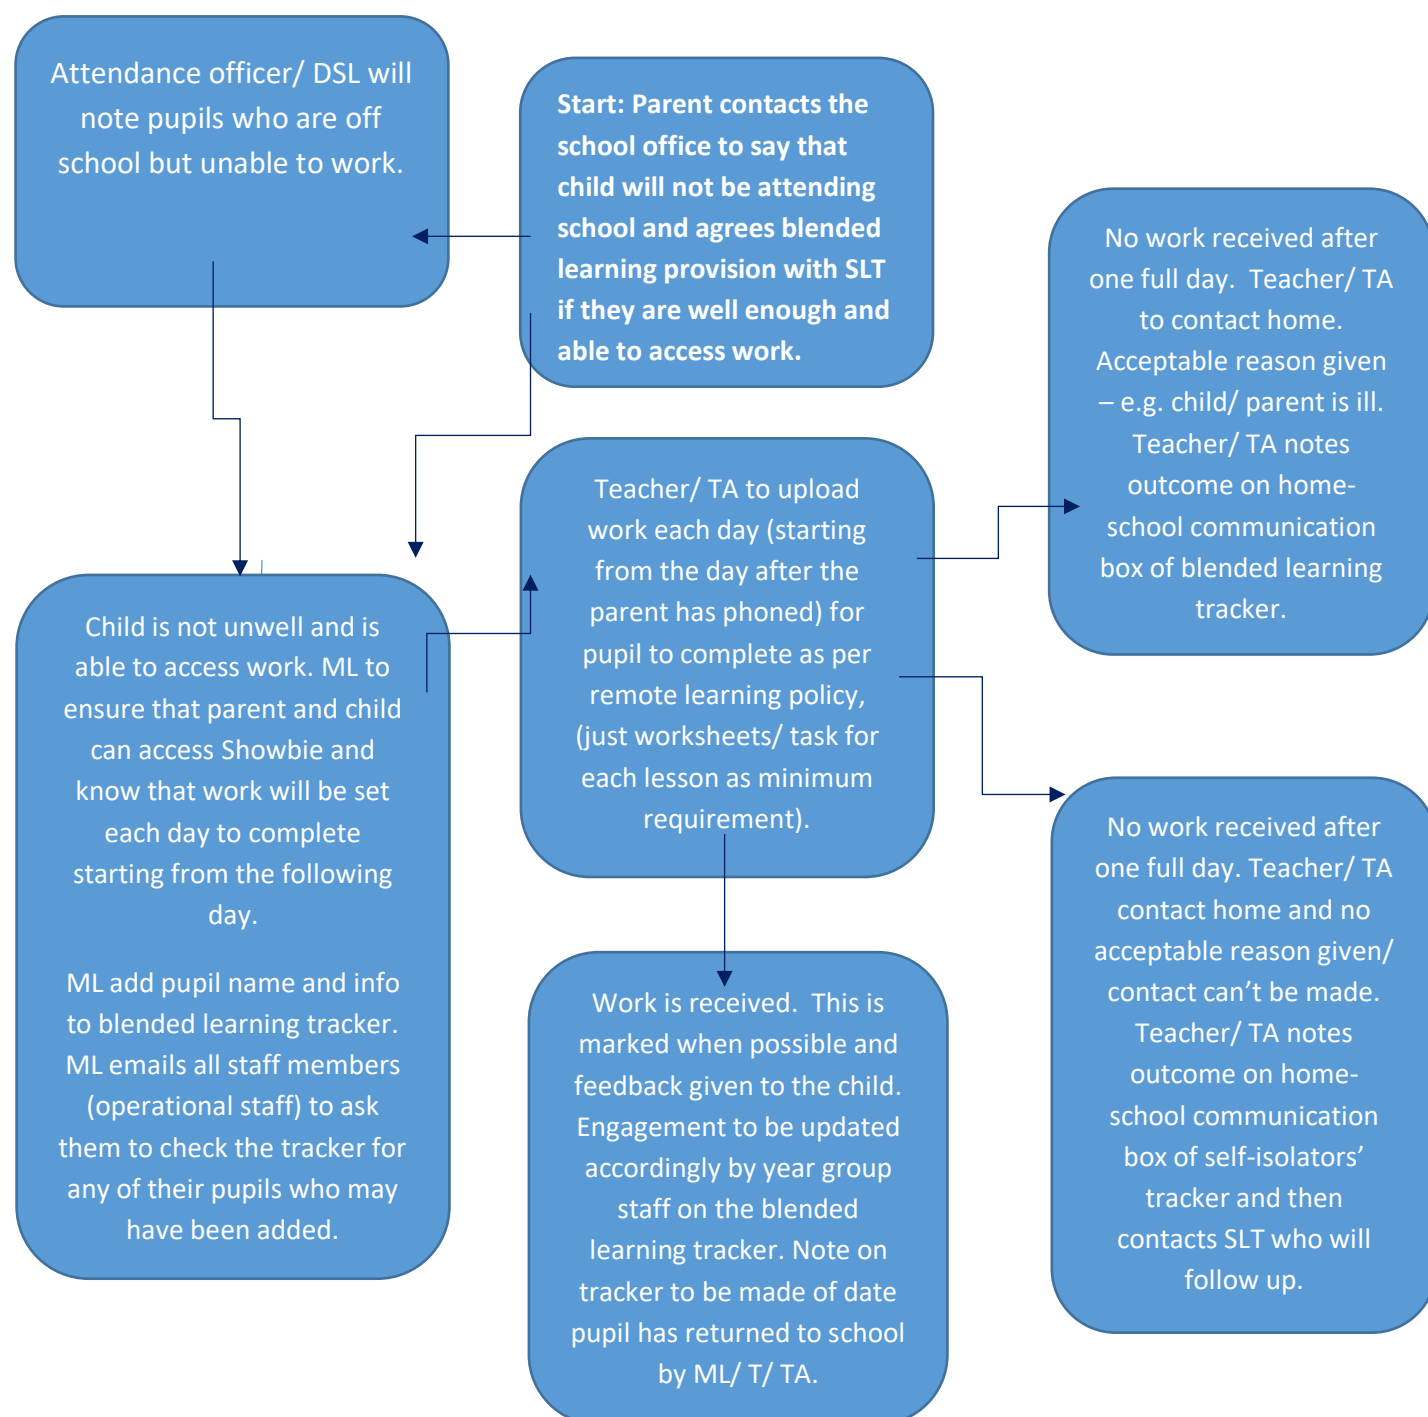 Attendance officer/ DSL will
note pupils who are off
school but unable to work.
Start: Parent contacts the
school office to say that
child will not be attending
school and agrees blended
learning provision with SLT
if they are well enough and
able to access work.
No work received after
one full day.  Teacher/ TA
to contact home.
Acceptable reason given
– e.g. child/ parent is ill.
Teacher/ TA notes
outcome on home-
school communication
box of blended learning
tracker.
Teacher/ TA to upload
work each day (starting
from the day after the
parent has phoned) for
pupil to complete as per
remote learning policy,
(just worksheets/ task for
each lesson as minimum
requirement).
Child is not unwell and is
able to access work. ML to
ensure that parent and child
can access Showbie and
know that work will be set
each day to complete
starting from the following
day.
ML add pupil name and info
to blended learning tracker.
ML emails all staff members
(operational staff) to ask
them to check the tracker for
any of their pupils who may
have been added.
No work received after
one full day. Teacher/ TA
contact home and no
acceptable reason given/
contact can’t be made.
Teacher/ TA notes
outcome on home-
school communication
box of self-isolators’
tracker and then
contacts SLT who will
follow up.
Work is received.  This is
marked when possible and
feedback given to the child.
Engagement to be updated
accordingly by year group
staff on the blended
learning tracker. Note on
tracker to be made of date
pupil has returned to school
by ML/ T/ TA.